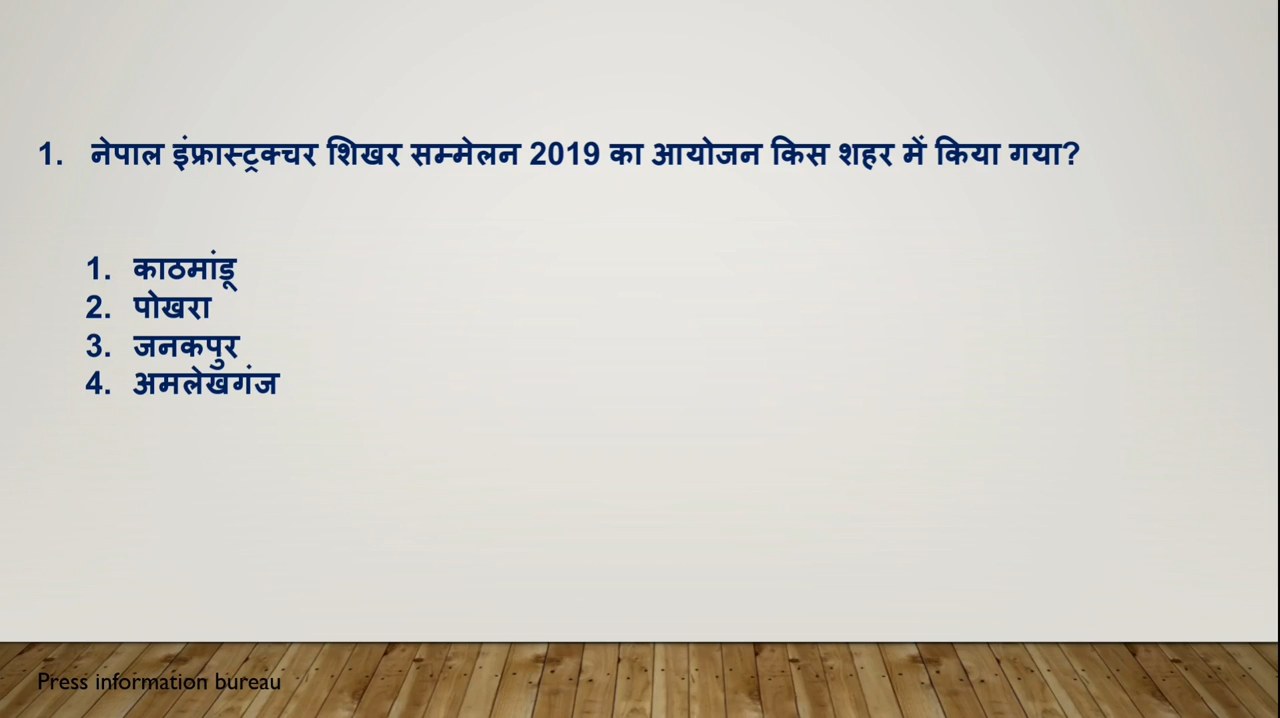 1. नेपाल इंफ्रास्ट्रक्चर शिखर सम्मेलन 2019 का आयोजन किस शहर में किया गया?
1. काठमांडू
2. पोखरा
3. जनकपुर
4. अमलेखगंज
Press information bureau